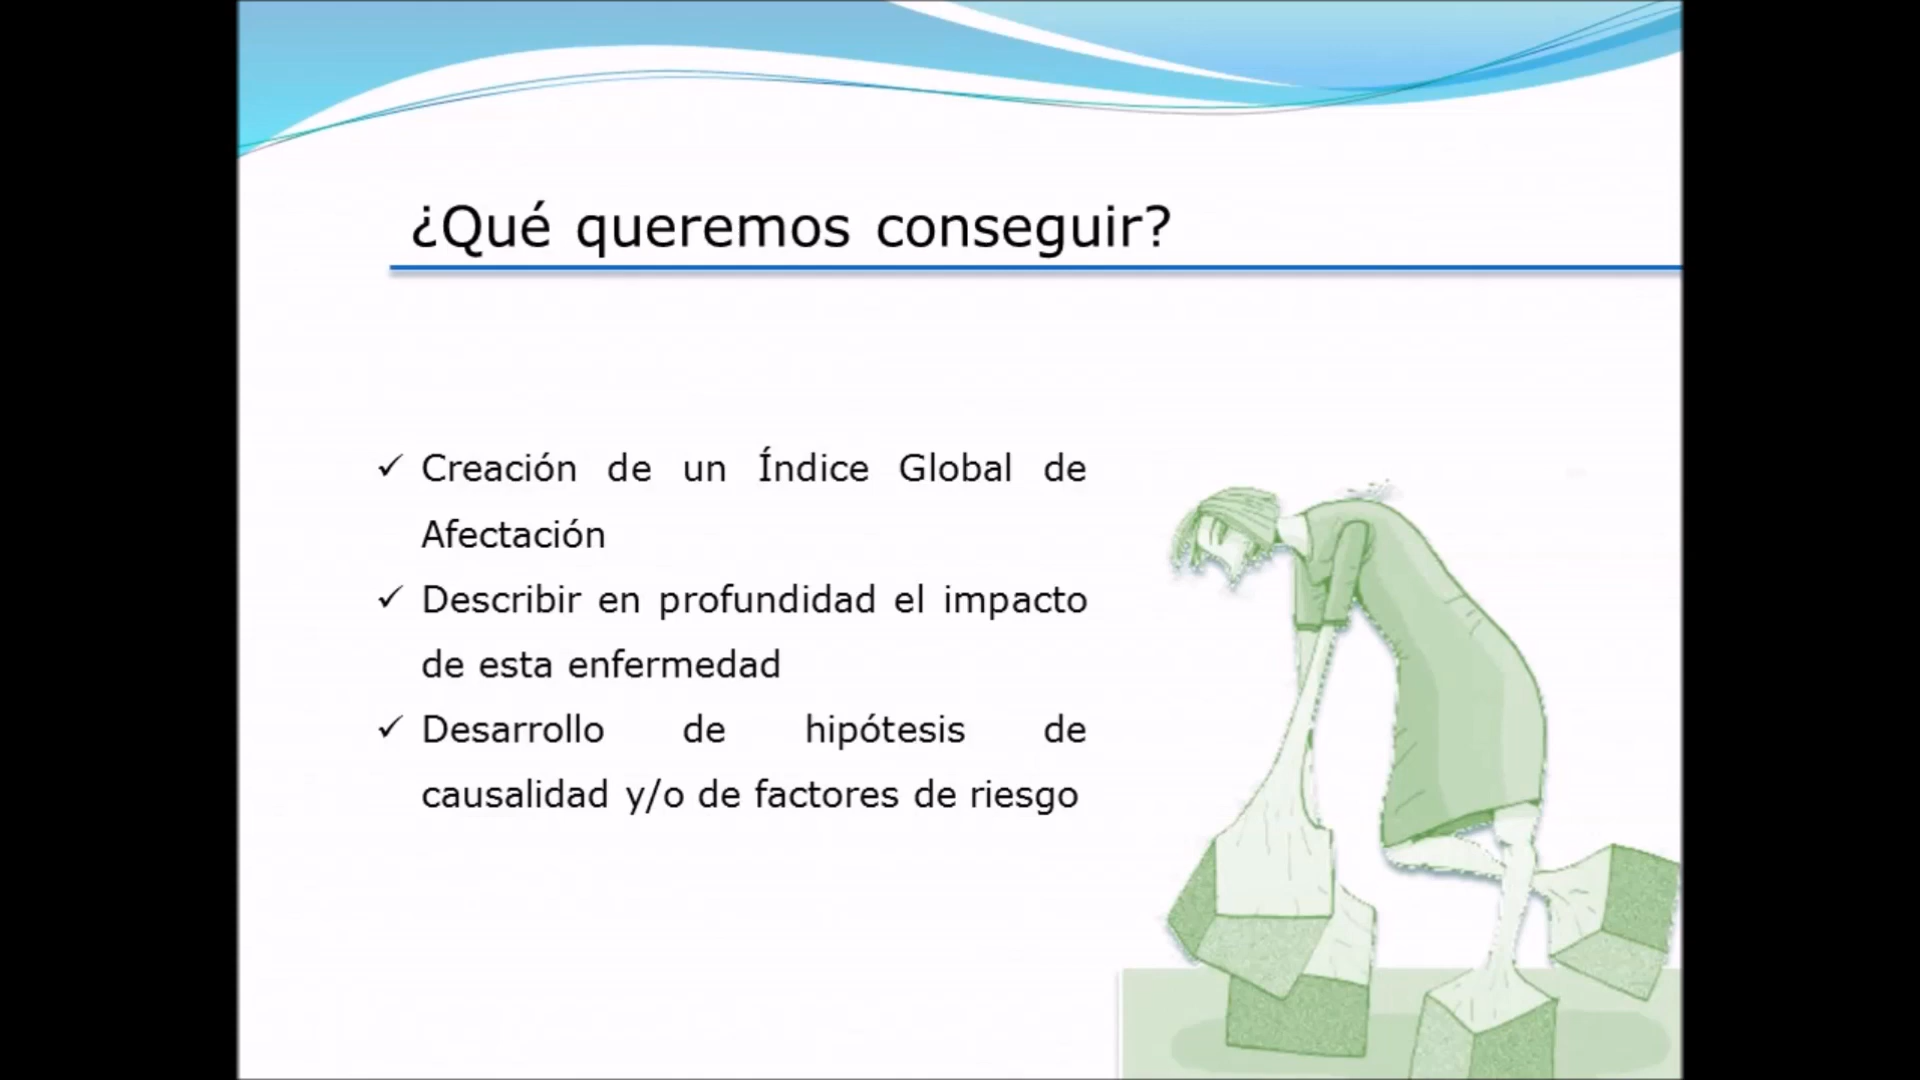 ¿Qué queremos conseguir?
✓ Creación de un Índice Global de
Afectación
✓ Describir en profundidad el impacto
de esta enfermedad
✓ Desarrollo de hipótesis de
causalidad y/o de factores de riesgo